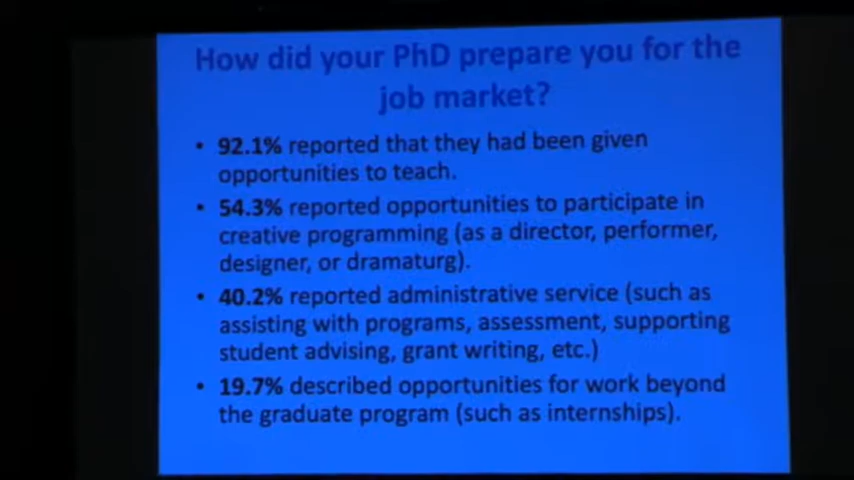 How did your PhD prepare you for the
job market?
• 92.1% reported that they had been given
opportunities to teach.
• 54.3% reported opportunities to participate in
creative programming (as a director, performer,
designer, or dramaturg).
• 40.2% reported administrative service (such as
assisting with programs, assessment, supporting
student advising, grant writing, etc.)
• 19.7% described opportunities for work beyond
the graduate program (such as internships).